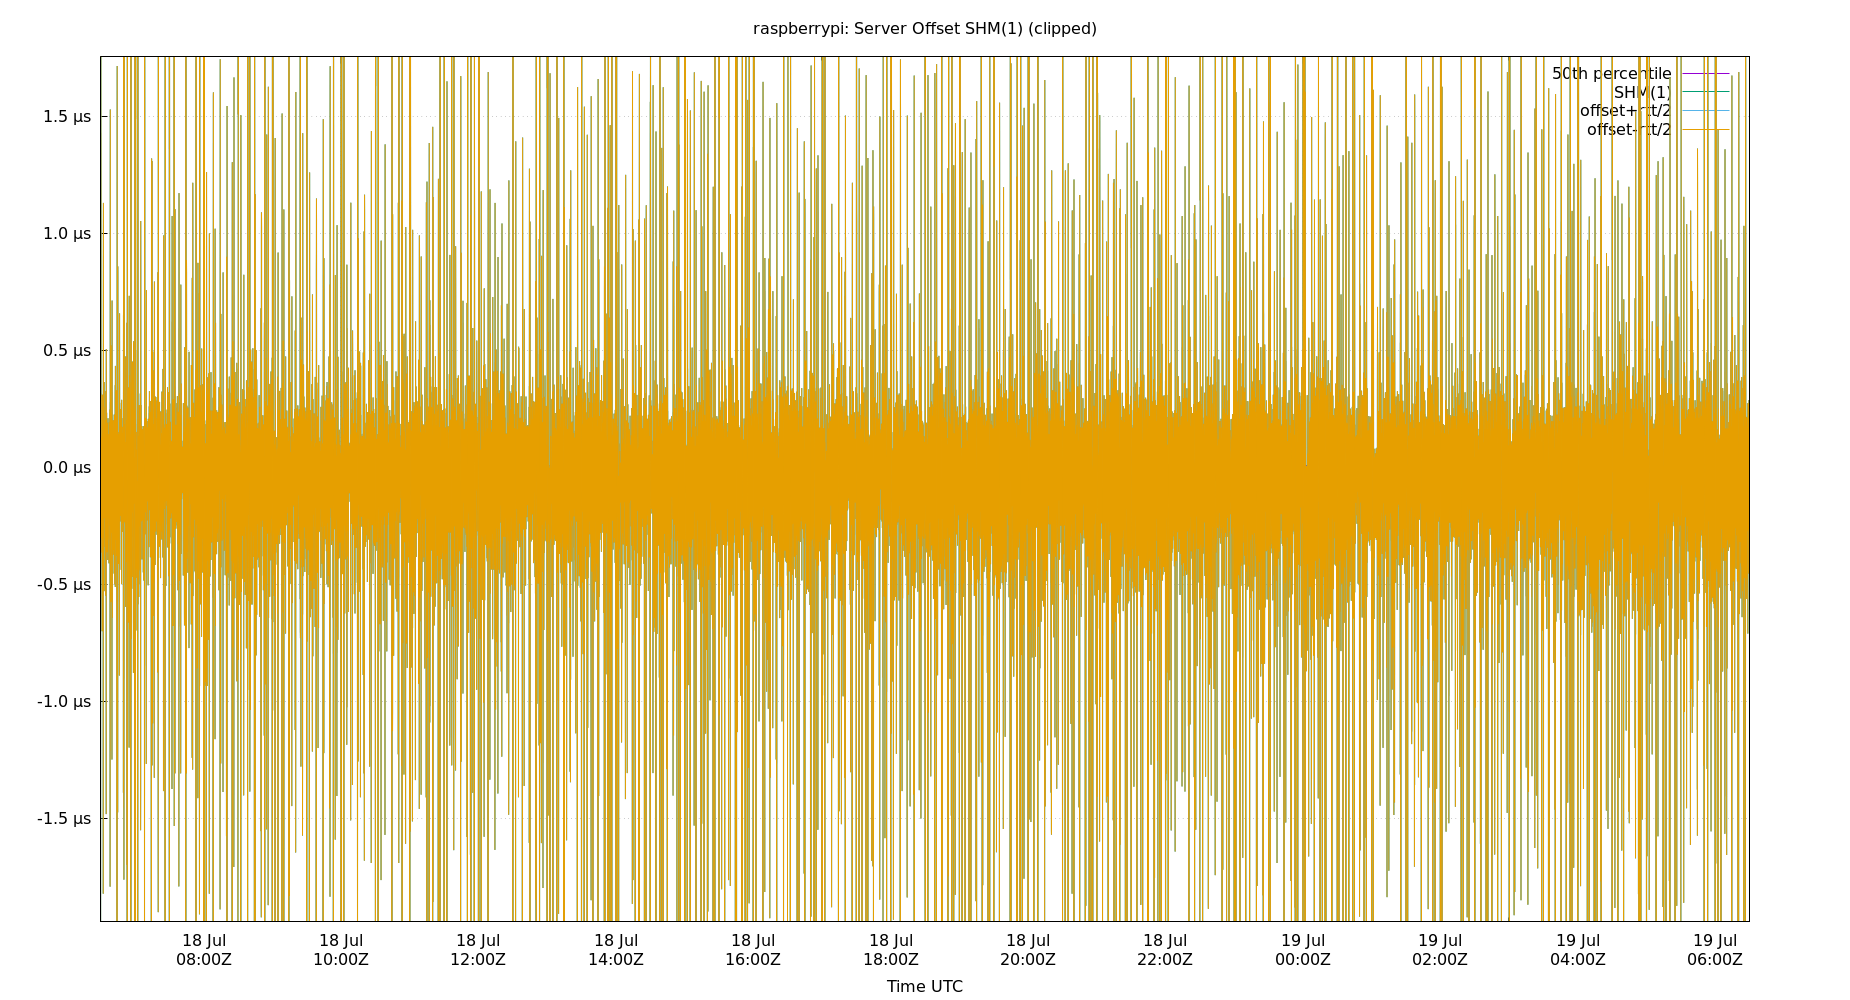 raspberrypi: Server Offset SHM(1) (clipped)
50th percentile
SHM(1)
offset+rtt/2
offset-rtt/2
1.5 µs
1.0 µs
0.5 µs
0.0 µs
-0.5 µs
-1.0 µs
-1.5 µs
18 Jul 18 Jul 18 Jul 18 Jul 18 Jul 18 Jul 18 Jul 18 Jul 19 Jul 19 Jul 19 Jul 19 Jul
08:00Z 10:00Z 12:00Z 14:00Z 16:00Z 18:00Z 20:00Z 22:00Z 00:00Z 02:00Z 04:00Z 06:00Z
Time UTC